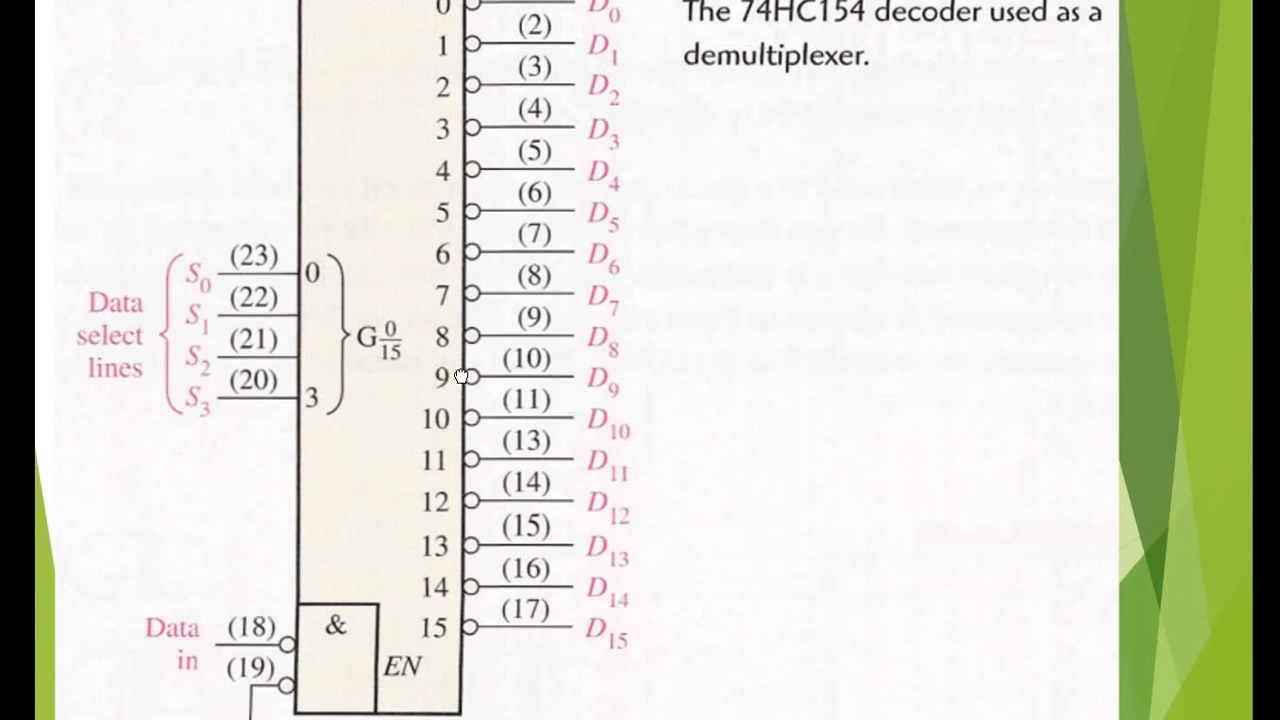 The 74HC154 decoder used as a
demultiplexer.
0 D0
1 (2) D1
2 (3) D2
3 (4) D3
4 (5) D4
5 (6) D5
6 (7) D6
7 (8) D7
8 (9) D8
9 (10) D9
10 (11) D10
11 (13) D11
12 (14) D12
13 (15) D13
14 (16) D14
15 (17) D15
Data
select
lines
S0 (23) 0
S1 (22)
S2 (21)
S3 (20) 3
G 0
15
Data
in
(18)
(19)
&
EN